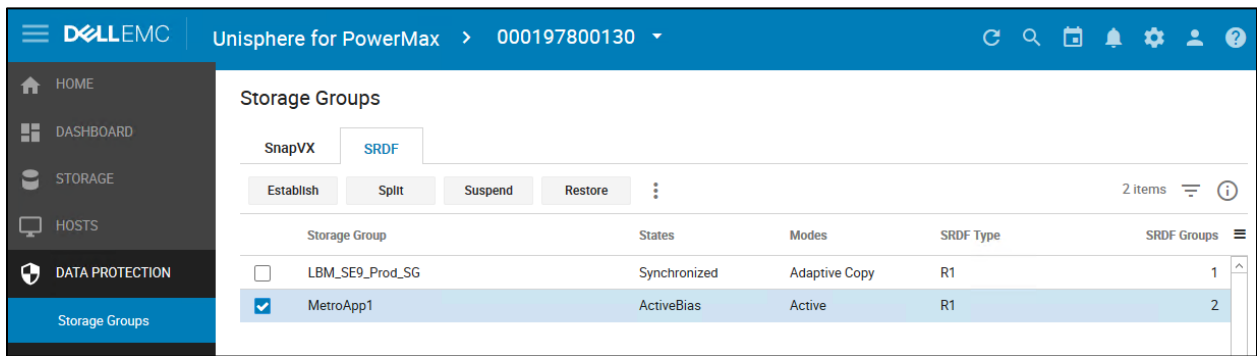 DELLEMC
Unisphere for PowerMax > 000197800130
HOME
DASHBOARD
STORAGE
HOSTS
DATA PROTECTION
Storage Groups
Storage Groups
SnapVX SRDF
Establish Split Suspend Restore 2 items
Storage Group States Modes SRDF Type SRDF Groups
LBM_SE9_Prod_SG Synchronized Adaptive Copy R1 1
MetroApp1 ActiveBias Active R1 2